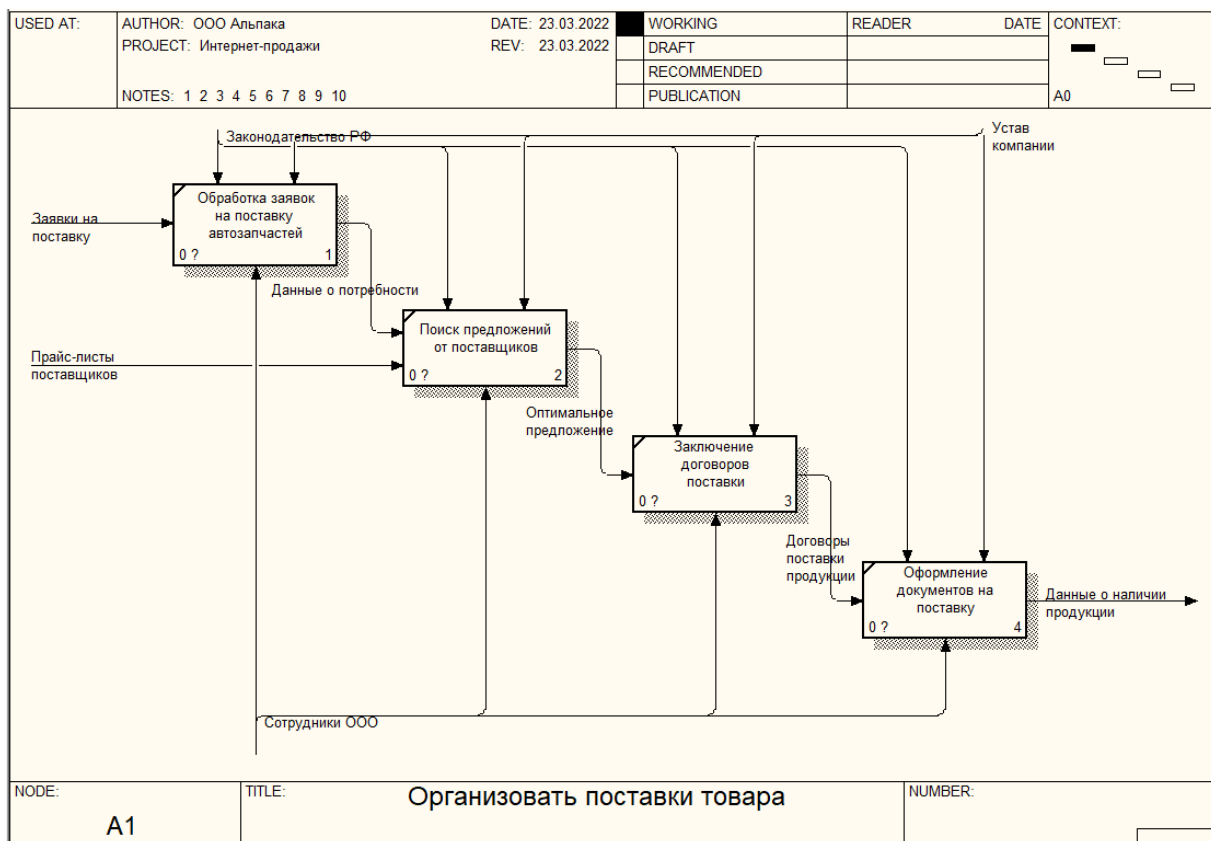 USED AT:
AUTHOR: ООО Альпака
DATE: 23.03.2022
WORKING
READER
DATE
CONTEXT:
PROJECT: Интернет-продажи
REV: 23.03.2022
DRAFT
RECOMMENDED
NOTES: 1 2 3 4 5 6 7 8 9 10
PUBLICATION
A0
Законодательство РФ
Устав
компании
Обработка заявок
на поставку
автозапчастей
0 ?
1
Заявки на
поставку
Данные о потребности
Поиск предложений
от поставщиков
0 ?
2
Прайс-листы
поставщиков
Оптимальное
предложение
Заключение
договоров
поставки
0 ?
3
Договоры
поставки
продукции
Оформление
документов на
поставку
0 ?
4
Данные о наличии
продукции
Сотрудники ООО
NODE:
A1
TITLE:
Организовать поставки товара
NUMBER: